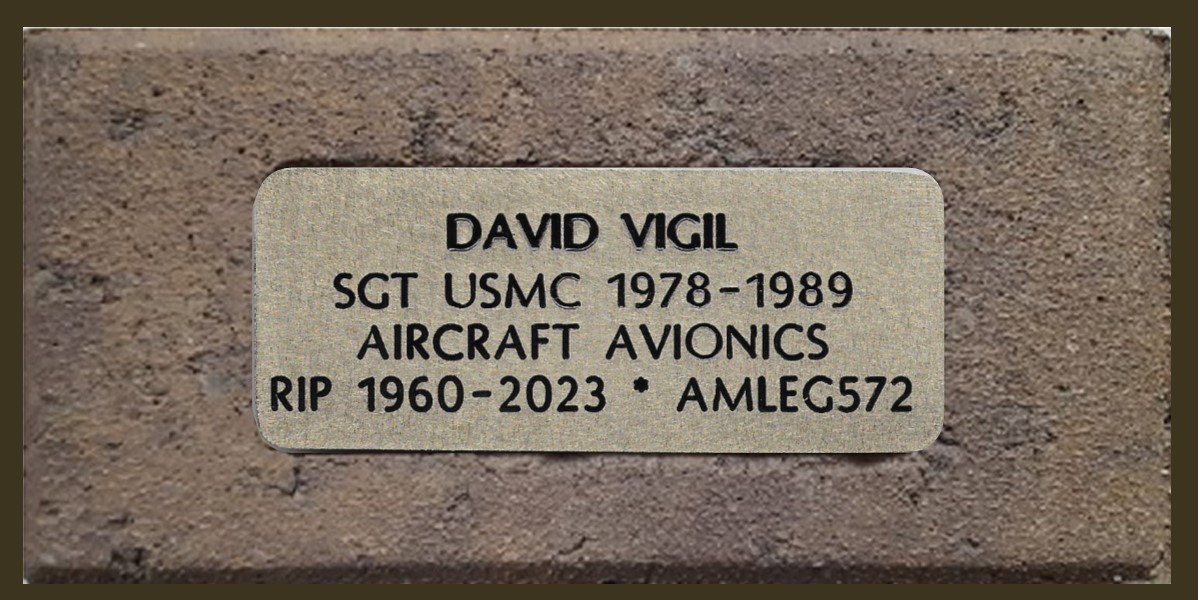 DAVID VIGIL
SGT USMC 1978-1989
AIRCRAFT AVIONICS
RIP 1960-2023 * AMLEG572